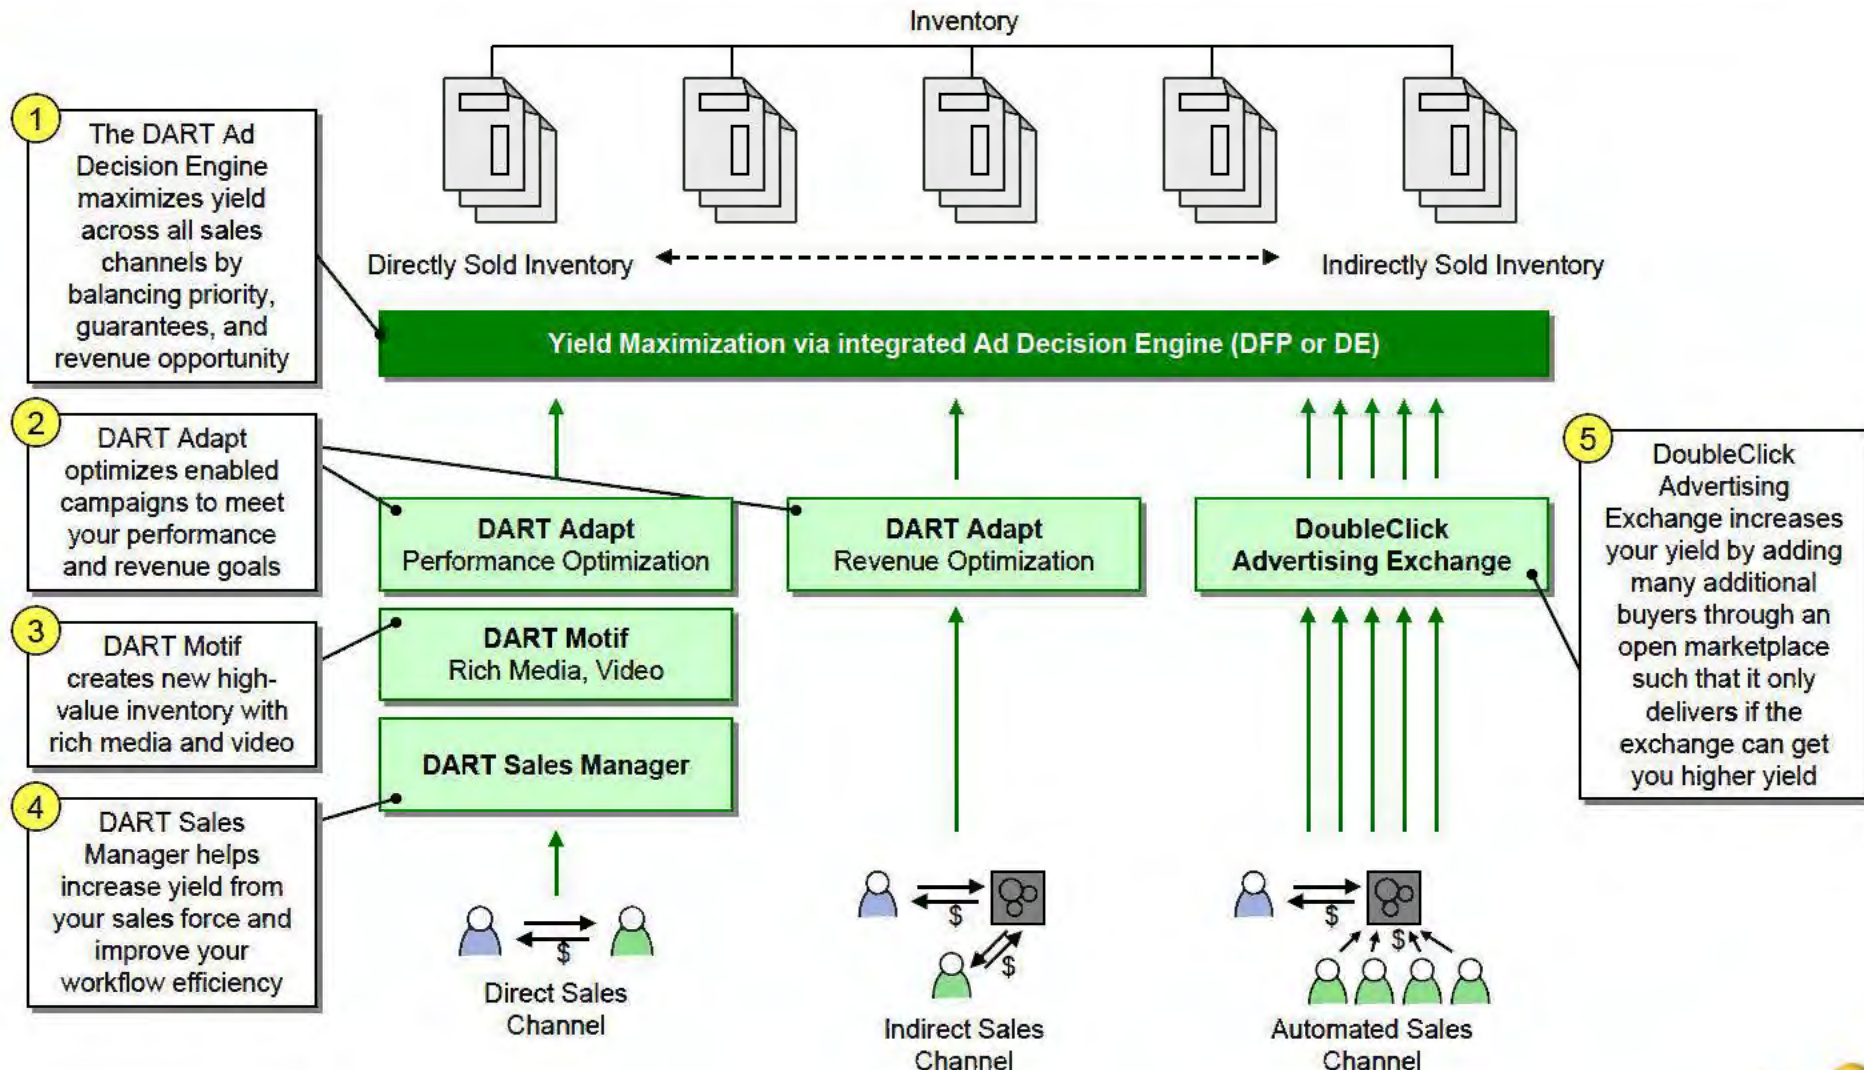 Inventory
1
The DART Ad
Decision Engine
maximizes yield
across all sales
channels by
balancing priority,
guarantees, and
revenue opportunity
Directly Sold Inventory
Indirectly Sold Inventory
Yield Maximization via integrated Ad Decision Engine (DFP or DE)
2
DART Adapt
optimizes enabled
campaigns to meet
your performance
and revenue goals
DART Adapt
Performance Optimization
DART Adapt
Revenue Optimization
DoubleClick
Advertising Exchange
5
DoubleClick
Advertising
Exchange increases
your yield by adding
many additional
buyers through an
open marketplace
such that it only
delivers if the
exchange can get
you higher yield
3
DART Motif
creates new high-
value inventory with
rich media and video
DART Motif
Rich Media, Video
4
DART Sales
Manager helps
increase yield from
your sales force and
improve your
workflow efficiency
DART Sales Manager
$
Direct Sales
Channel
$
$
Indirect Sales
Channel
$
$
Automated Sales
Channel